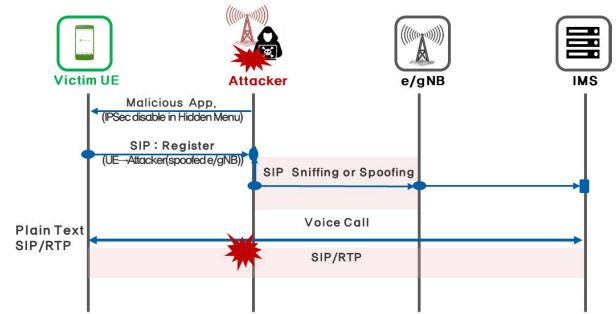 Victim UE
Attacker
e/gNB
IMS
Malicious App.
(IPSec disable in Hidden Menu)
SIP : Register
(UE→Attacker(spoofed e/gNB))
SIP Sniffing or Spoofing
Voice Call
Plain Text
SIP/RTP
SIP/RTP